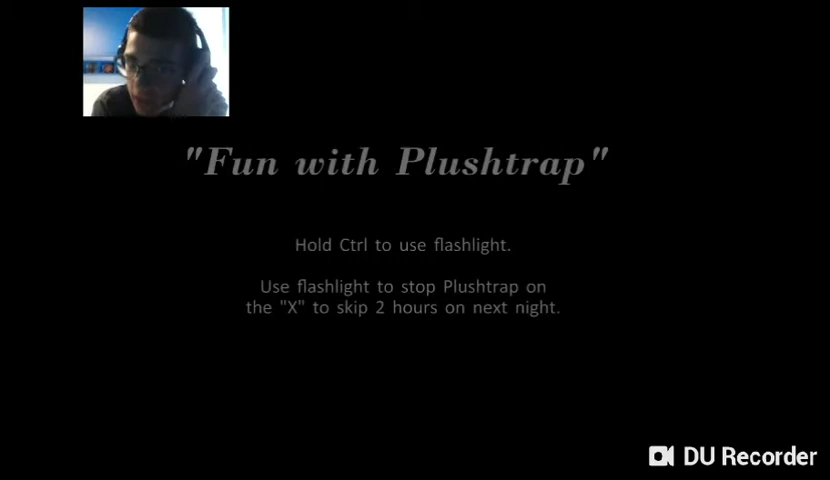 "Fun with Plushtrap"
Hold Ctrl to use flashlight.
Use flashlight to stop Plushtrap on
the "X" to skip 2 hours on next night.
DU Recorder